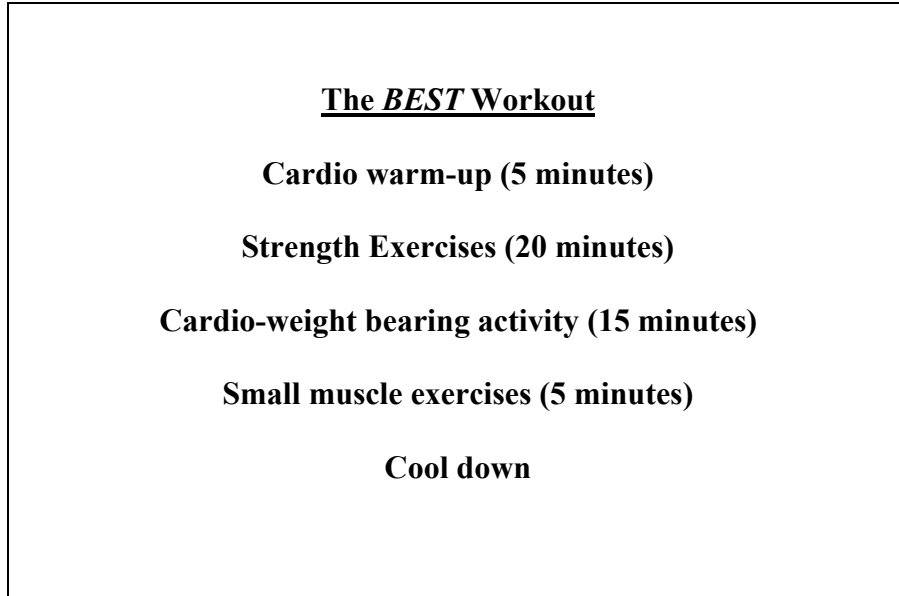 The BEST Workout
Cardio warm-up (5 minutes)
Strength Exercises (20 minutes)
Cardio-weight bearing activity (15 minutes)
Small muscle exercises (5 minutes)
Cool down